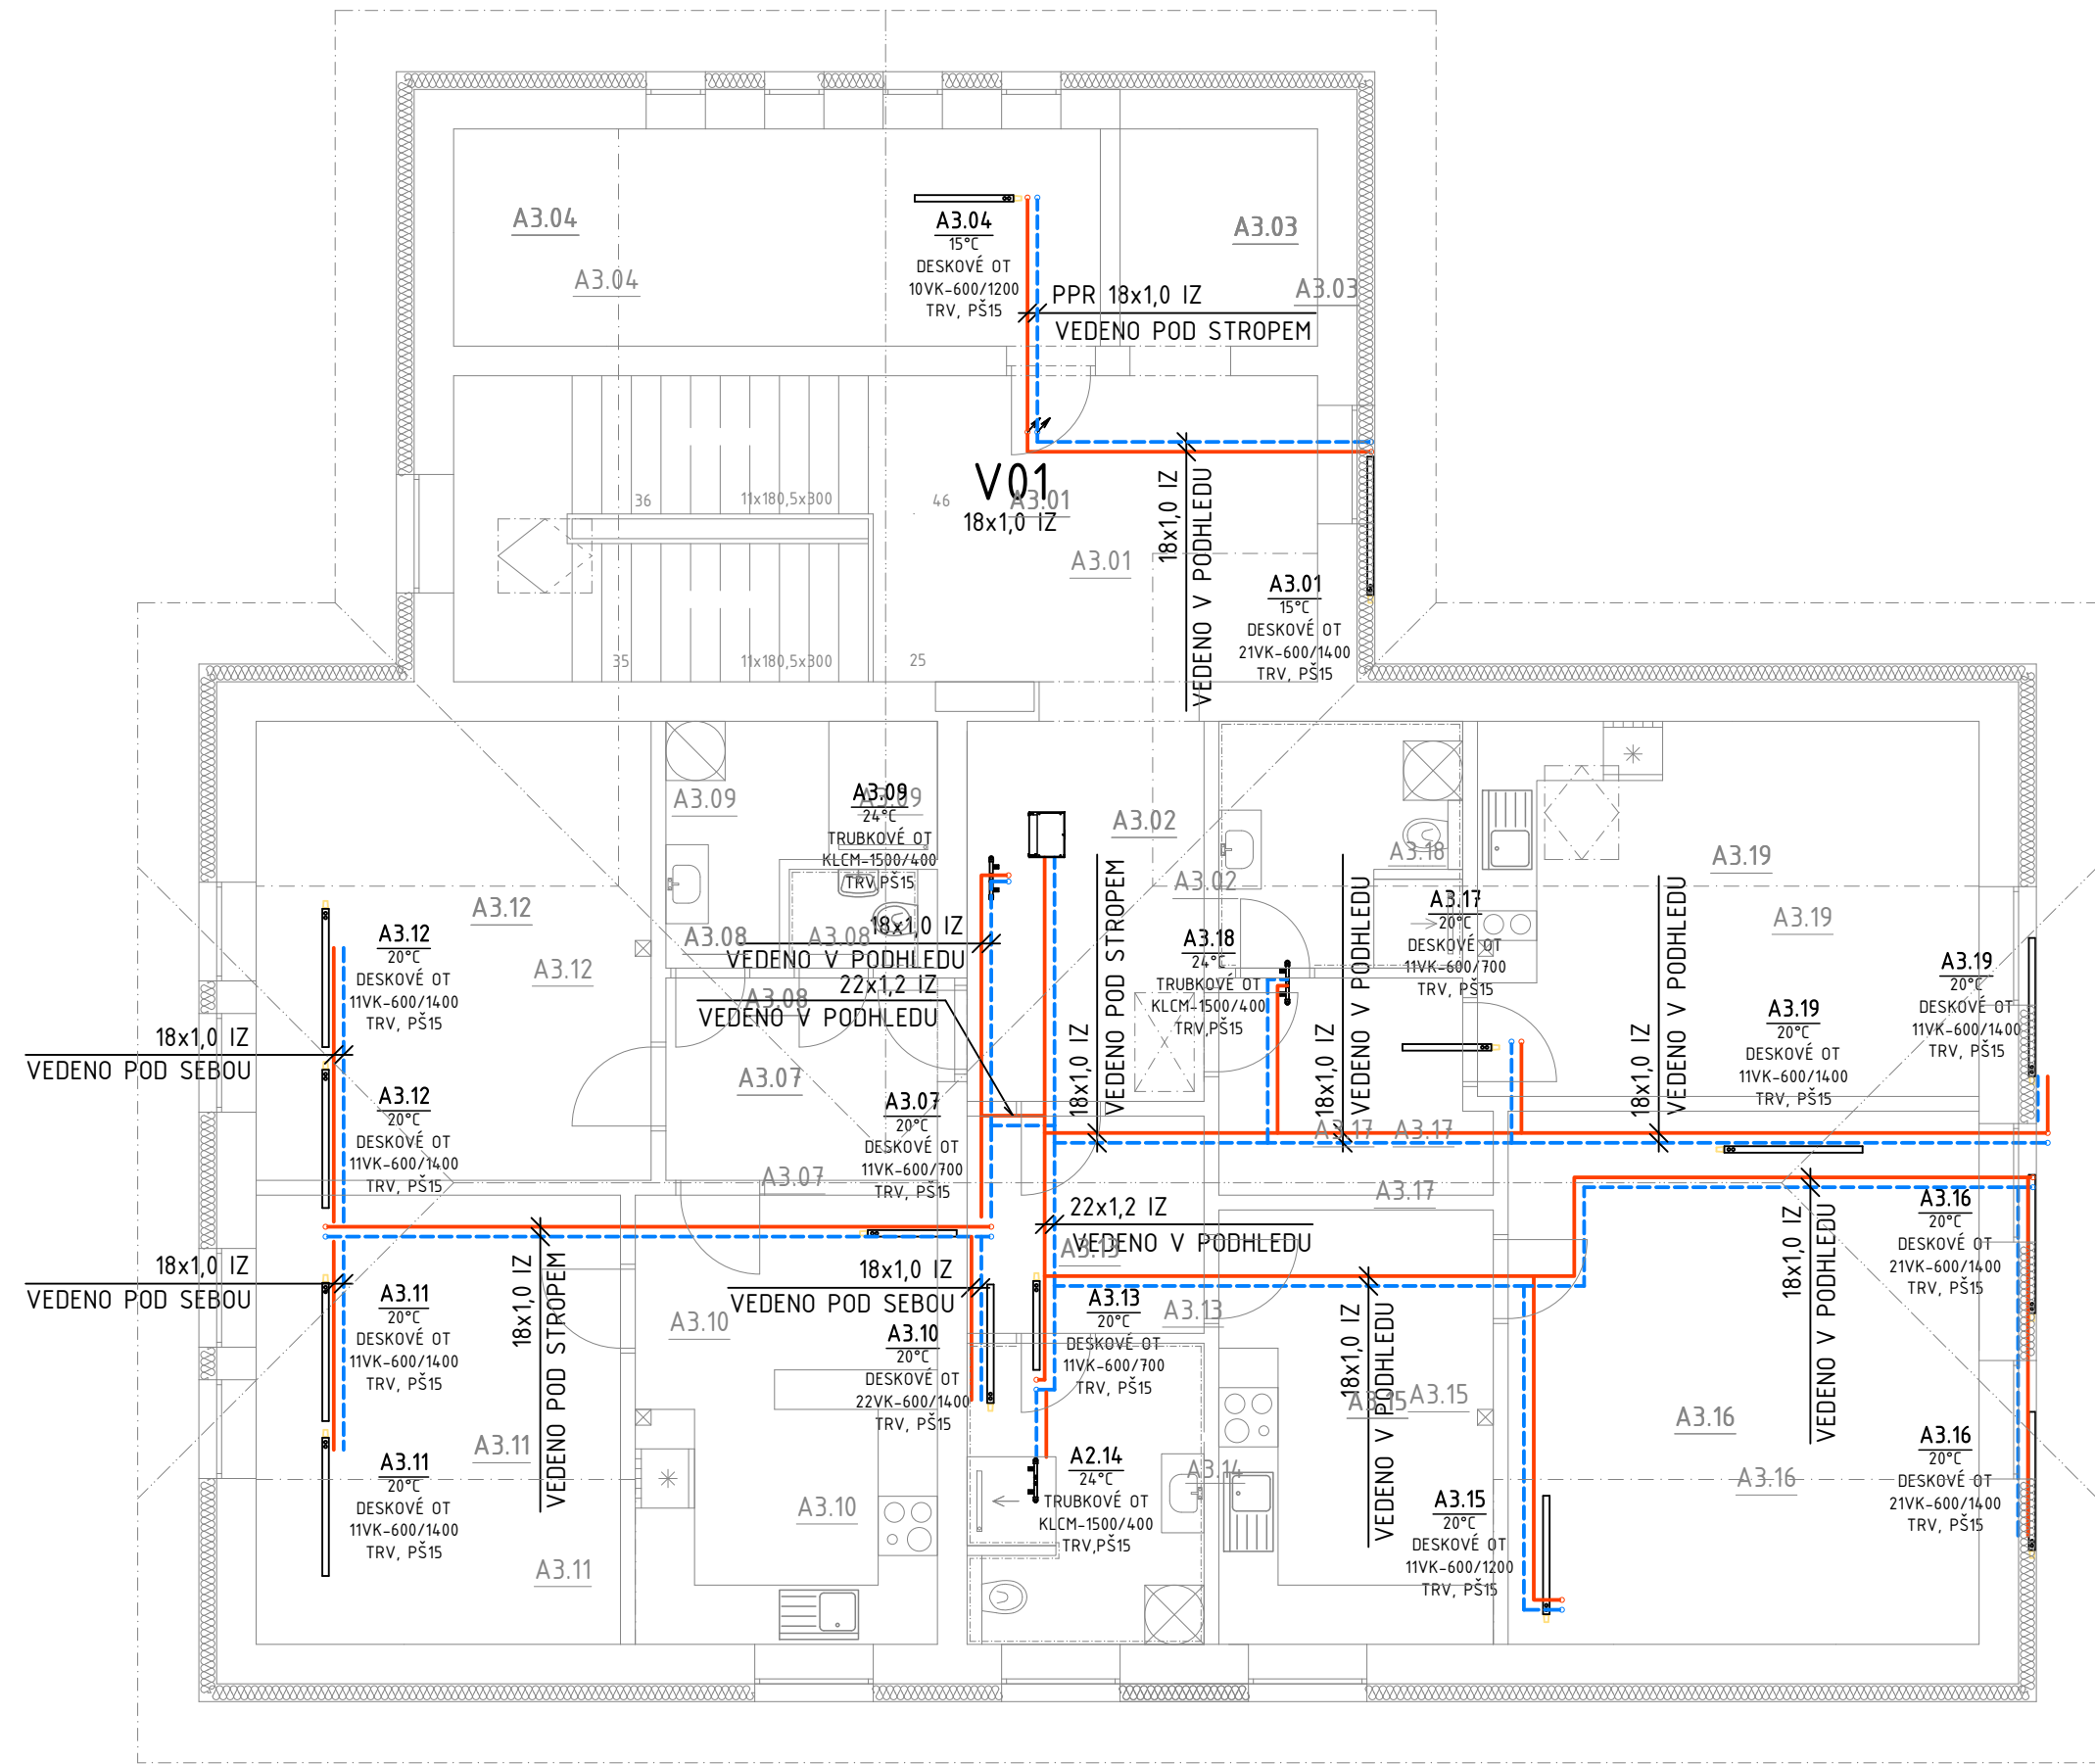 A3.04
A3.04
A3.04
15°C
DESKOVÉ OT
10VK-600/1200
TRV, PŠ15
A3.03
A3.03
PPR 18x1,0 IZ
VEDENO POD STROPEM
36
11x180,5x300
46
V01
A3.01
18x1,0 IZ
A3.01
18x1,0 IZ
VEDENO V PODHLEDU
A3.01
15°C
DESKOVÉ OT
21VK-600/1400
TRV, PŠ15
35
11x180,5x300
25
A3.09
A3.09
A3.09
24°C
TRUBKOVÉ OT
KLCM-1500/400
TRV,PŠ15
A3.02
A3.02
A3.18
A3.19
A3.19
A3.12
A3.12
A3.12
20°C
DESKOVÉ OT
11VK-600/1400
TRV, PŠ15
A3.08
A3.08
A3.08
18x1,0 IZ
VEDENO V PODHLEDU
22x1,2 IZ
VEDENO V PODHLEDU
18x1,0 IZ
VEDENO POD STROPEM
A3.18
24°C
TRUBKOVÉ OT
KLCM-1500/400
TRV,PŠ15
18x1,0 IZ
VEDENO V PODHLEDU
A3.17
20°C
DESKOVÉ OT
11VK-600/700
TRV, PŠ15
18x1,0 IZ
VEDENO V PODHLEDU
A3.19
20°C
DESKOVÉ OT
11VK-600/1400
TRV, PŠ15
A3.19
20°C
DESKOVÉ OT
11VK-600/1400
TRV, PŠ15
18x1,0 IZ
VEDENO POD SEBOU
A3.12
20°C
DESKOVÉ OT
11VK-600/1400
TRV, PŠ15
A3.07
A3.07
A3.07
20°C
DESKOVÉ OT
11VK-600/700
TRV, PŠ15
A3.17
A3.17
A3.17
22x1,2 IZ
VEDENO V PODHLEDU
A3.13
A3.13
18x1,0 IZ
VEDENO POD SEBOU
18x1,0 IZ
VEDENO POD STROPEM
18x1,0 IZ
VEDENO POD SEBOU
A3.11
20°C
DESKOVÉ OT
11VK-600/1400
TRV, PŠ15
A3.10
A3.10
20°C
DESKOVÉ OT
22VK-600/1400
TRV, PŠ15
A3.13
20°C
DESKOVÉ OT
11VK-600/700
TRV, PŠ15
18x1,0 IZ
VEDENO V PODHLEDU
A3.15
A3.15
18x1,0 IZ
VEDENO V PODHLEDU
A3.16
20°C
DESKOVÉ OT
21VK-600/1400
TRV, PŠ15
A3.16
A3.16
A3.11
A3.11
A3.11
20°C
DESKOVÉ OT
11VK-600/1400
TRV, PŠ15
A3.10
A2.14
24°C
TRUBKOVÉ OT
KLCM-1500/400
TRV,PŠ15
A3.14
A3.15
20°C
DESKOVÉ OT
11VK-600/1200
TRV, PŠ15
A3.16
20°C
DESKOVÉ OT
21VK-600/1400
TRV, PŠ15